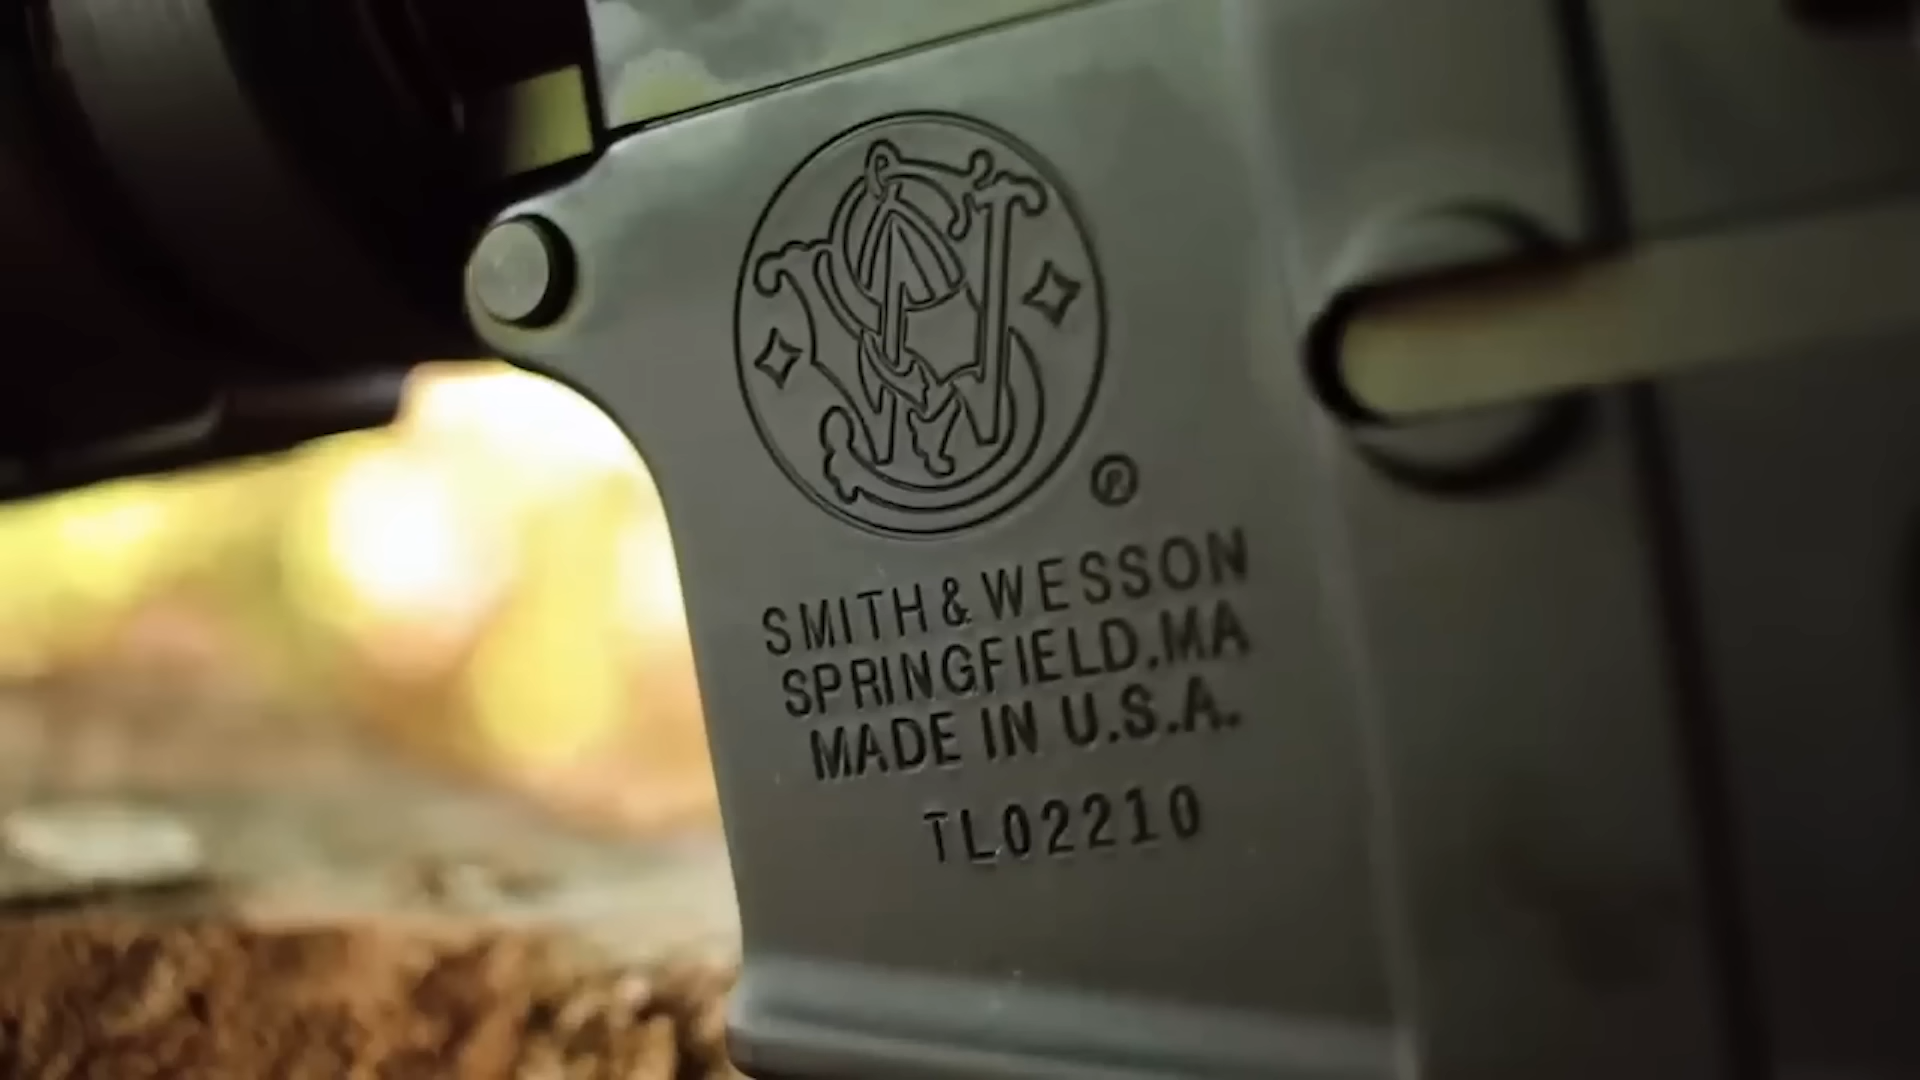 ®
SMITH & WESSON
SPRINGFIELD, MA
MADE IN U.S.A.
TL02210